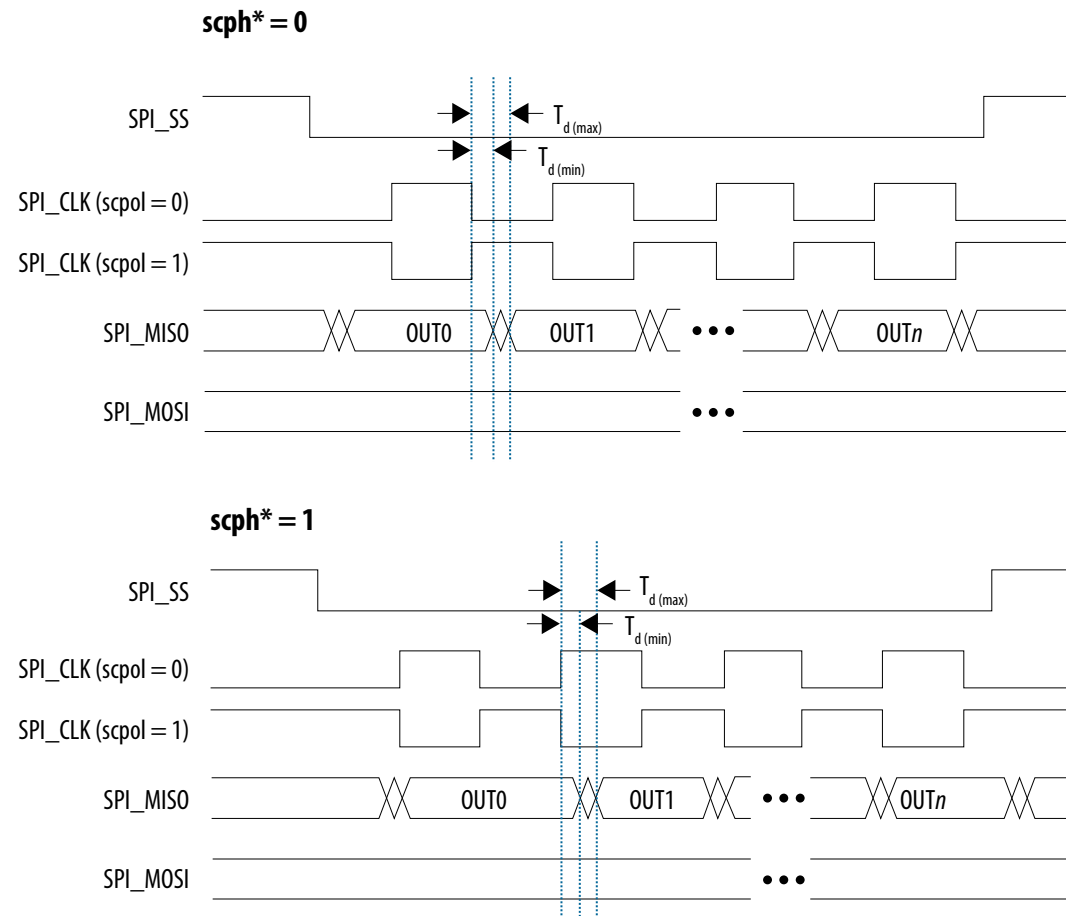 scph* = 0
SPI_SS
T d (max)
T d (min)
SPI_CLK (scpol = 0)
SPI_CLK (scpol = 1)
SPI_MISO
OUT0
OUT1
OUTn
SPI_MOSI
scph* = 1
SPI_SS
T d (max)
T d (min)
SPI_CLK (scpol = 0)
SPI_CLK (scpol = 1)
SPI_MISO
OUT0
OUT1
OUTn
SPI_MOSI